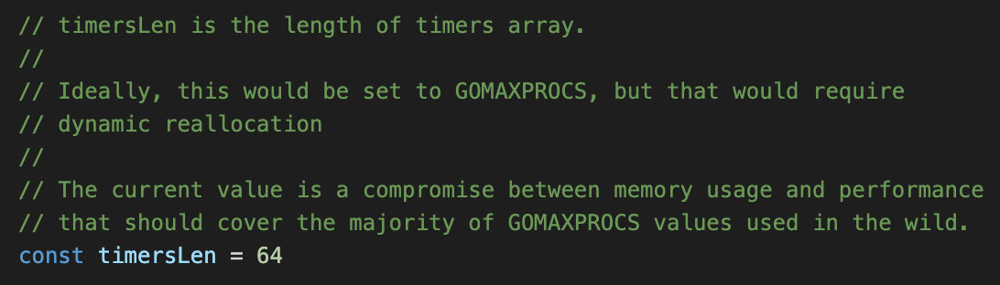 // timersLen is the length of timers array.
//
// Ideally, this would be set to GOMAXPROCS, but that would require
// dynamic reallocation
//
// The current value is a compromise between memory usage and performance
// that should cover the majority of GOMAXPROCS values used in the wild.
const timersLen = 64